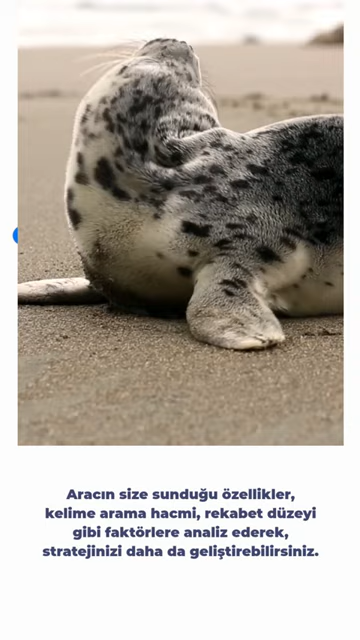 Aracın size sunduğu özellikler,
kelime arama hacmi, rekabet düzeyi
gibi faktörlere analiz ederek,
stratejinizi daha da geliştirebilirsiniz.